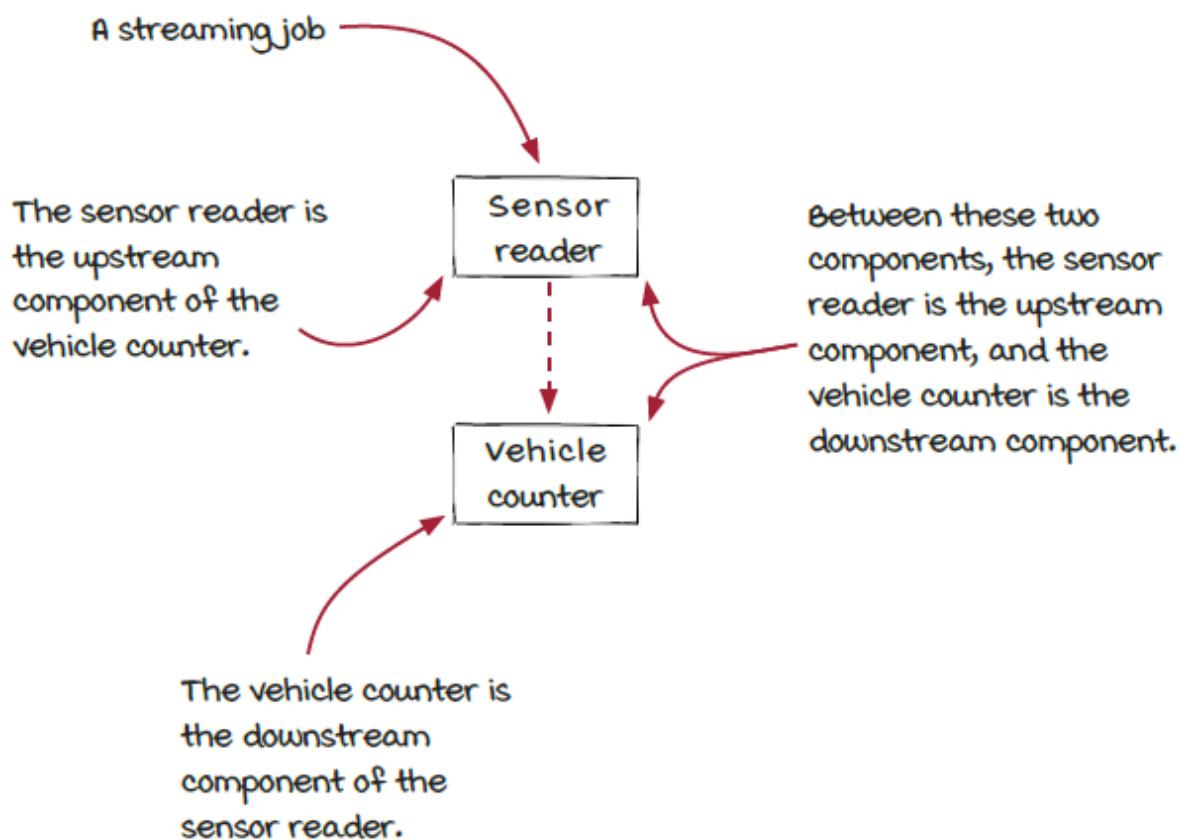 A streaming job
Sensor
reader
The sensor reader is
the upstream
component of the
vehicle counter.
Between these two
components, the sensor
reader is the upstream
component, and the
vehicle counter is the
downstream component.
Vehicle
counter
The vehicle counter is
the downstream
component of the
sensor reader.